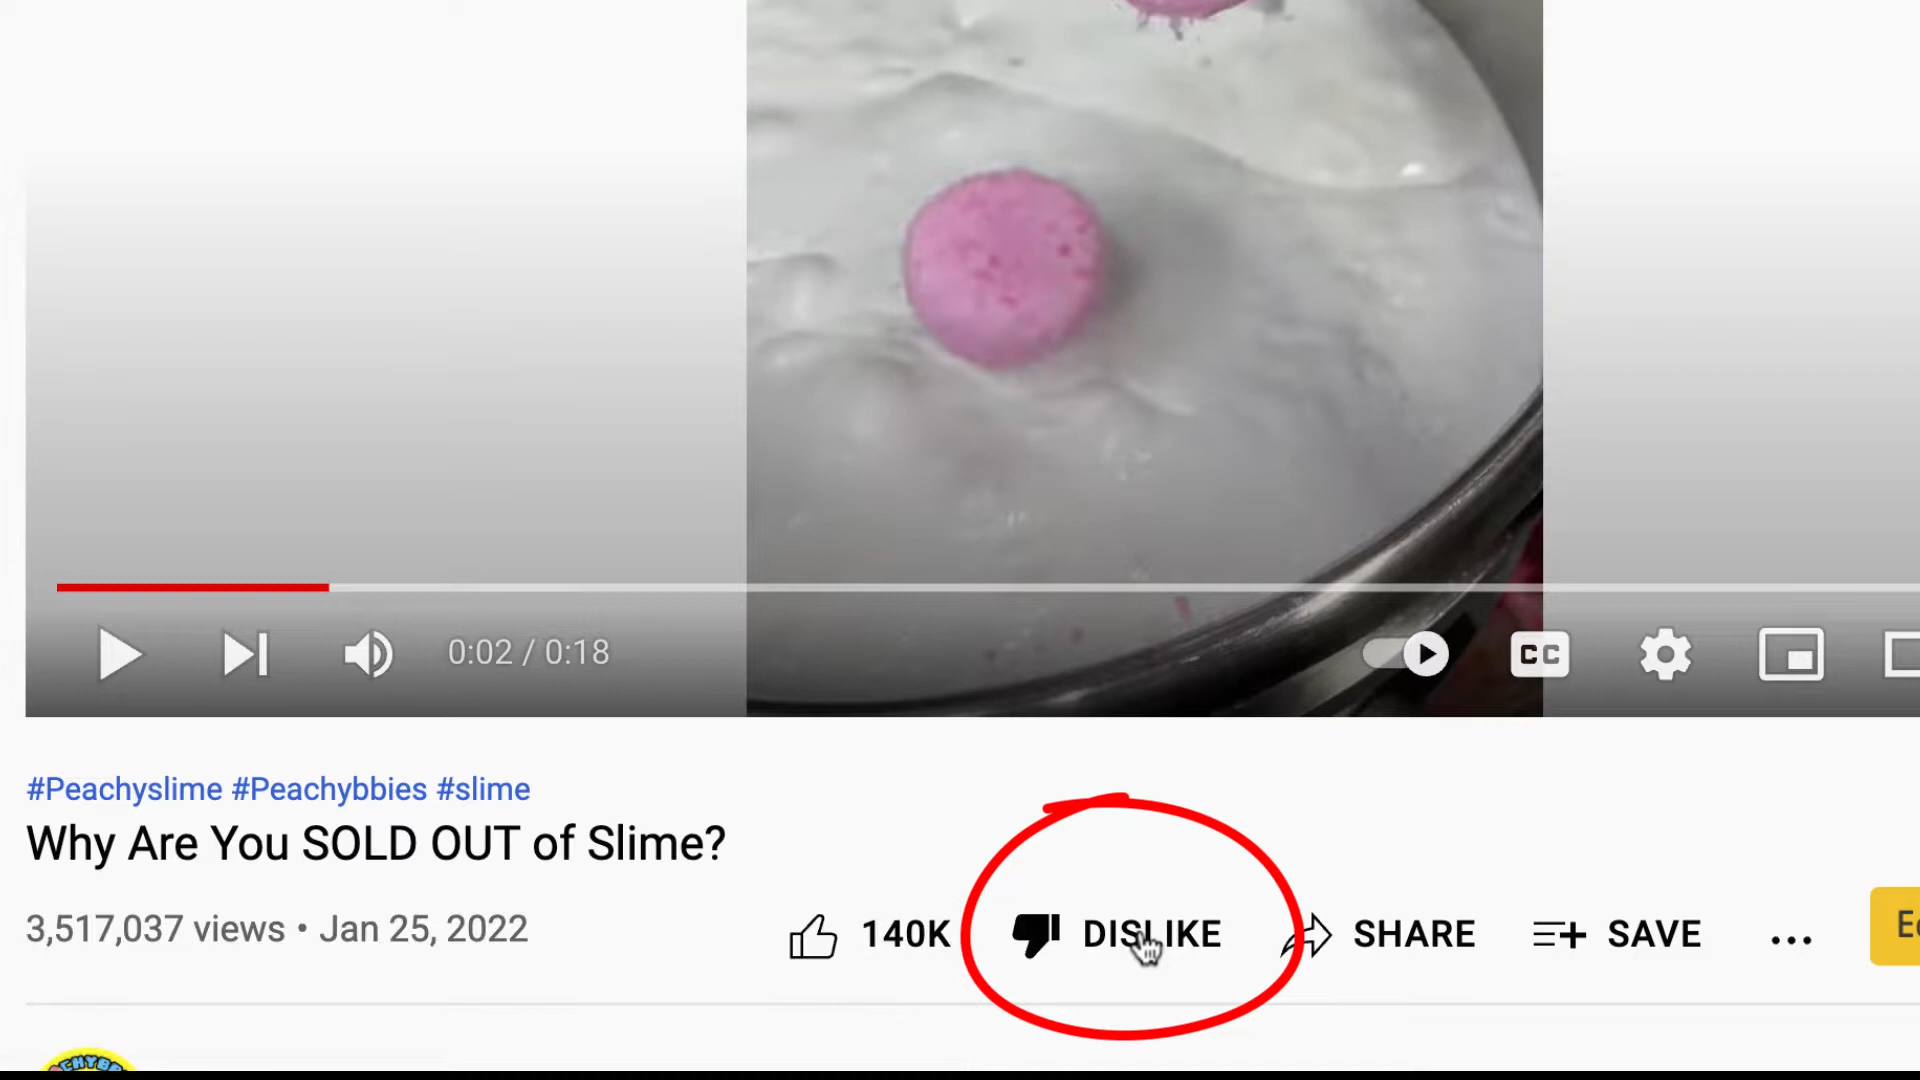 0:02 / 0:18
CC
#Peachyslime #Peachybbies #slime
Why Are You SOLD OUT of Slime?
3,517,037 views • Jan 25, 2022
140K DISLIKE SHARE SAVE ...